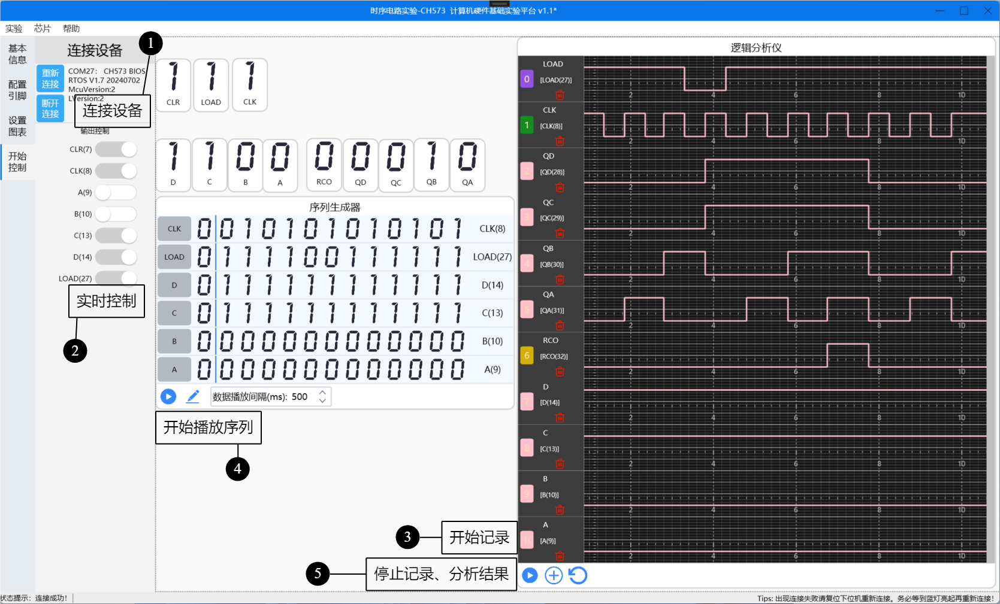 时序电路实验-CH573 计算机硬件基础实验平台 v1.1*
实验 芯片 帮助
基本
信息
配置
引脚
设置
图表
开始
控制
连接设备
1
重新
连接
断开
连接
COM27： CH573 BIOS
RTOS V1.7 20240702
McuVersion:2
LVersion:2
连接设备
输出控制
CLR(7)
CLK(8)
A(9)
B(10)
C(13)
D(14)
LOAD(27)
实时控制
2
1 1 1
CLR LOAD CLK
1 1 0 0 0 0 0 1 0
D C B A RCO QD QC QB QA
序列生成器
CLK 0 0 1 0 1 0 1 0 1 0 1 0 1 CLK(8)
LOAD 0 1 1 1 1 0 0 1 1 1 1 1 1 LOAD(27)
D 0 1 1 1 1 1 1 1 1 1 1 1 1 D(14)
C 0 1 1 1 1 1 1 1 1 1 1 1 1 C(13)
B 0 0 0 0 0 0 0 0 0 0 0 0 0 B(10)
A 0 0 0 0 0 0 0 0 0 0 0 0 0 A(9)
数据播放间隔(ms): 500
开始播放序列
4
3 开始记录
5 停止记录、分析结果
逻辑分析仪
LOAD
0 [LOAD(27)]
2 4 6 8 10
CLK
1 [CLK(8)]
2 4 6 8 10
QD
2 [QD(28)]
2 4 6 8 10
QC
3 [QC(29)]
2 4 6 8 10
QB
4 [QB(30)]
2 4 6 8 10
QA
5 [QA(31)]
2 4 6 8 10
RCO
6 [RCO(32)]
2 4 6 8 10
D
7 [D(14)]
2 4 6 8 10
C
8 [C(13)]
2 4 6 8 10
B
9 [B(10)]
2 4 6 8 10
A
10 [A(9)]
2 4 6 8 10
状态提示：连接成功！
Tips: 出现连接失败请复位下位机重新连接。务必等到蓝灯亮起再重新连接！